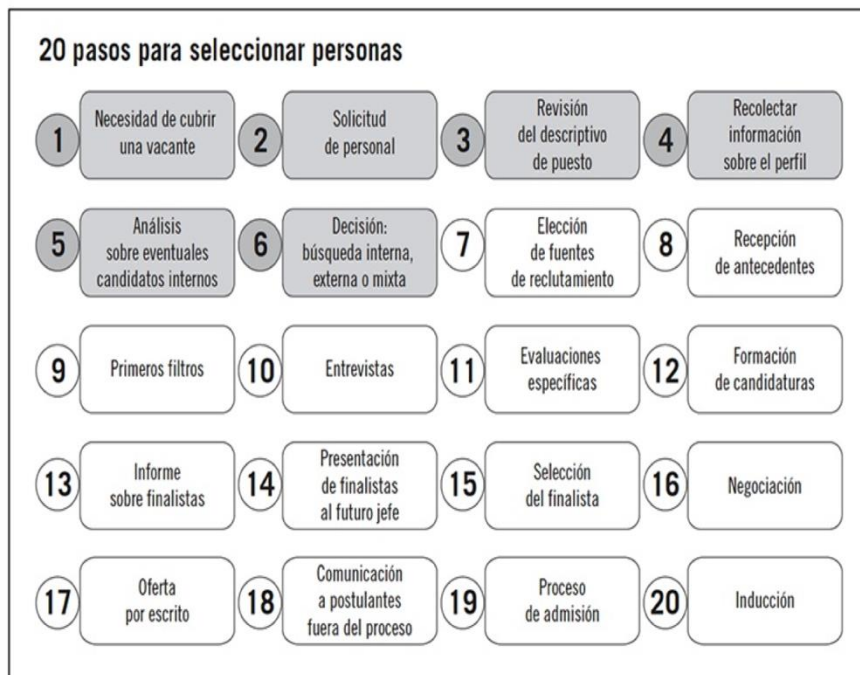 20 pasos para seleccionar personas
1
Necesidad de cubrir
una vacante
2
Solicitud
de personal
3
Revisión
del descriptivo
de puesto
4
Recolectar
información
sobre el perfil
5
Análisis
sobre eventuales
candidatos internos
6
Decisión:
búsqueda interna,
externa o mixta
7
Elección
de fuentes
de reclutamiento
8
Recepción
de antecedentes
9
Primeros filtros
10
Entrevistas
11
Evaluaciones
específicas
12
Formación
de candidaturas
13
Informe
sobre finalistas
14
Presentación
de finalistas
al futuro jefe
15
Selección
del finalista
16
Negociación
17
Oferta
por escrito
18
Comunicación
a postulantes
fuera del proceso
19
Proceso
de admisión
20
Inducción